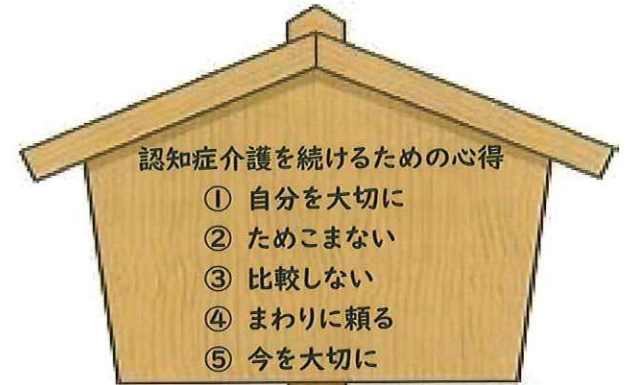 認知症介護を続けるための心得
① 自分を大切に
② ためこまない
③ 比較しない
④ まわりに頼る
⑤ 今を大切に